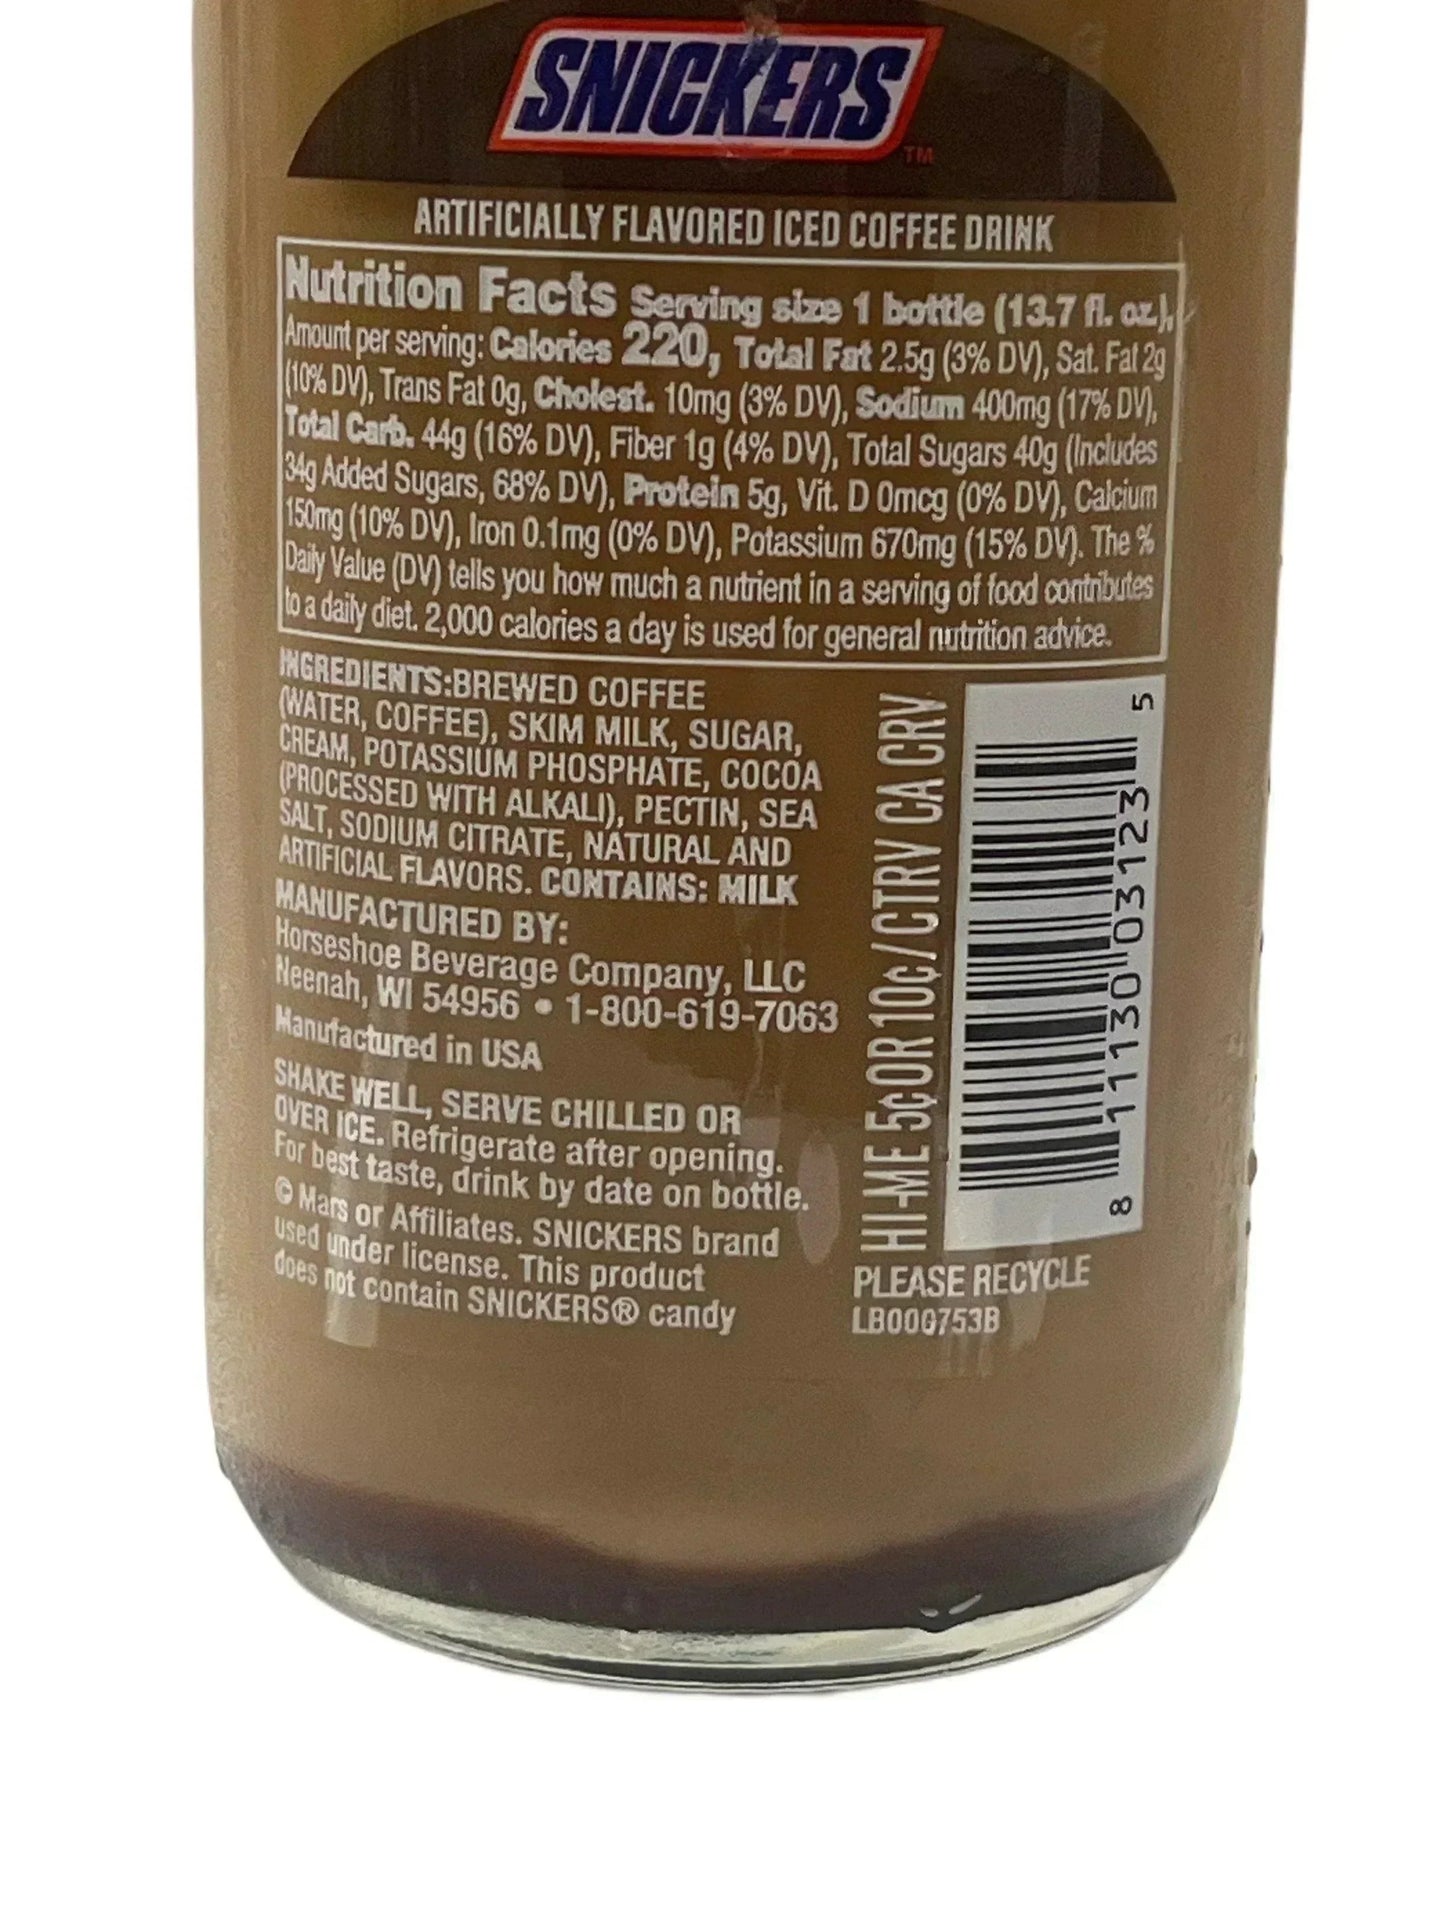 SNICKERS
TM
ARTIFICIALLY FLAVORED ICED COFFEE DRINK
Nutrition Facts Serving size 1 bottle (13.7 fl. oz.),
Amount per serving: Calories 220, Total Fat 2.5g (3% DV), Sat. Fat 2g
(10% DV), Trans Fat 0g, Cholest. 10mg (3% DV), Sodium 400mg (17% DV),
Total Carb. 44g (16% DV), Fiber 1g (4% DV), Total Sugars 40g (Includes
34g Added Sugars, 68% DV), Protein 5g, Vit. D 0mcg (0% DV), Calcium
150mg (10% DV), Iron 0.1mg (0% DV), Potassium 670mg (15% DV). The %
Daily Value (DV) tells you how much a nutrient in a serving of food contributes
to a daily diet. 2,000 calories a day is used for general nutrition advice.
INGREDIENTS:BREWED COFFEE
(WATER, COFFEE), SKIM MILK, SUGAR,
CREAM, POTASSIUM PHOSPHATE, COCOA
(PROCESSED WITH ALKALI), PECTIN, SEA
SALT, SODIUM CITRATE, NATURAL AND
ARTIFICIAL FLAVORS. CONTAINS: MILK
MANUFACTURED BY:
Horseshoe Beverage Company, LLC
Neenah, WI 54956 • 1-800-619-7063
Manufactured in USA
SHAKE WELL, SERVE CHILLED OR
OVER ICE. Refrigerate after opening.
For best taste, drink by date on bottle.
© Mars or Affiliates. SNICKERS brand
used under license. This product
does not contain SNICKERS® candy
HI-ME 5¢ OR 10¢/CTRV CA CRV
8 11130 03123 5
PLEASE RECYCLE
LB000753B